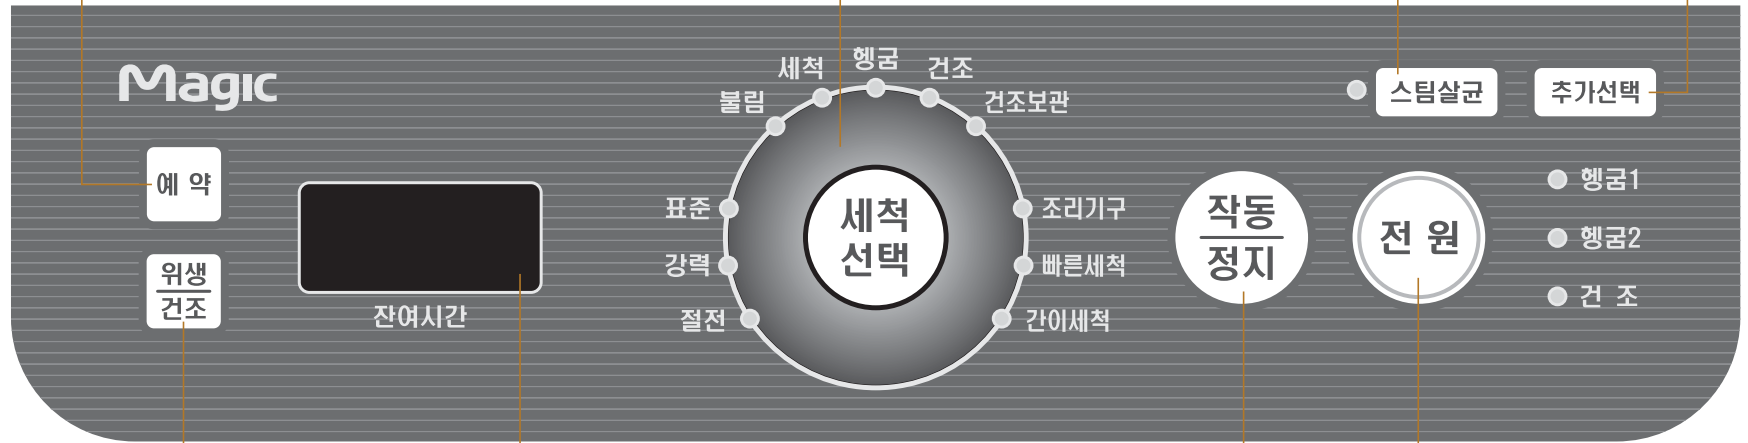 Magic
예 약
위생
건조
잔여시간
불림
세척
헹굼
건조
건조보관
표준
강력
절전
세척
선택
조리기구
빠른세척
간이세척
스팀살균
추가선택
작동
정지
전 원
헹굼1
헹굼2
건 조